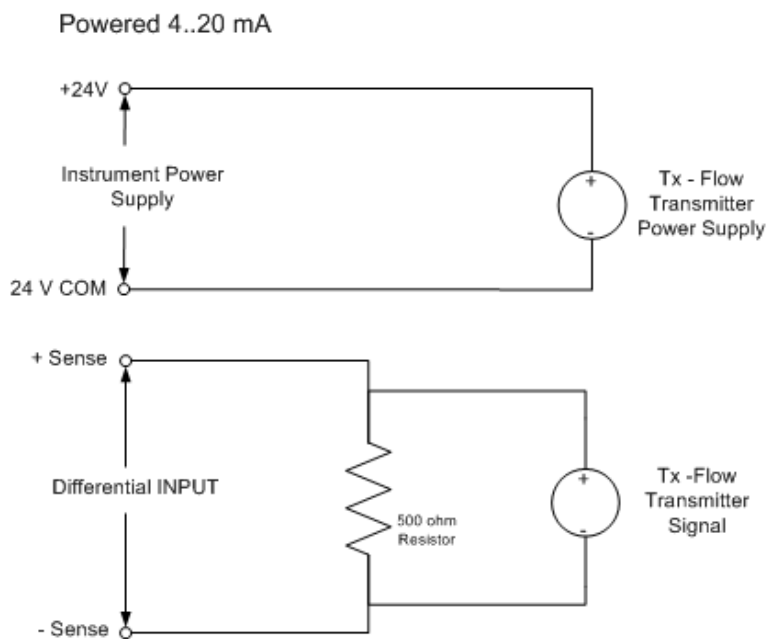 Powered 4..20 mA
+24V
Instrument Power
Supply
+
-
Tx - Flow
Transmitter
Power Supply
24 V COM
+ Sense
Differential INPUT
500 ohm
Resistor
+
-
Tx -Flow
Transmitter
Signal
- Sense